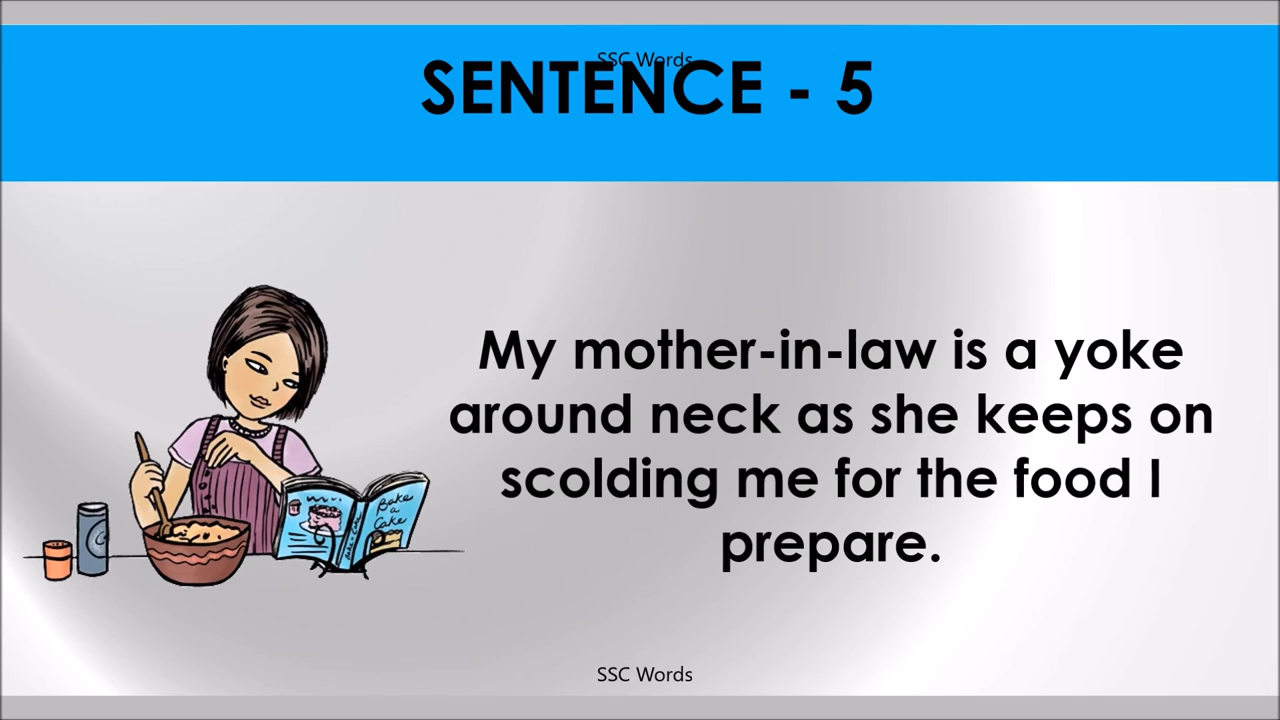 SSC Words
SENTENCE - 5
My mother-in-law is a yoke
around neck as she keeps on
scolding me for the food I
prepare.
Bake
a
Cake
SSC Words